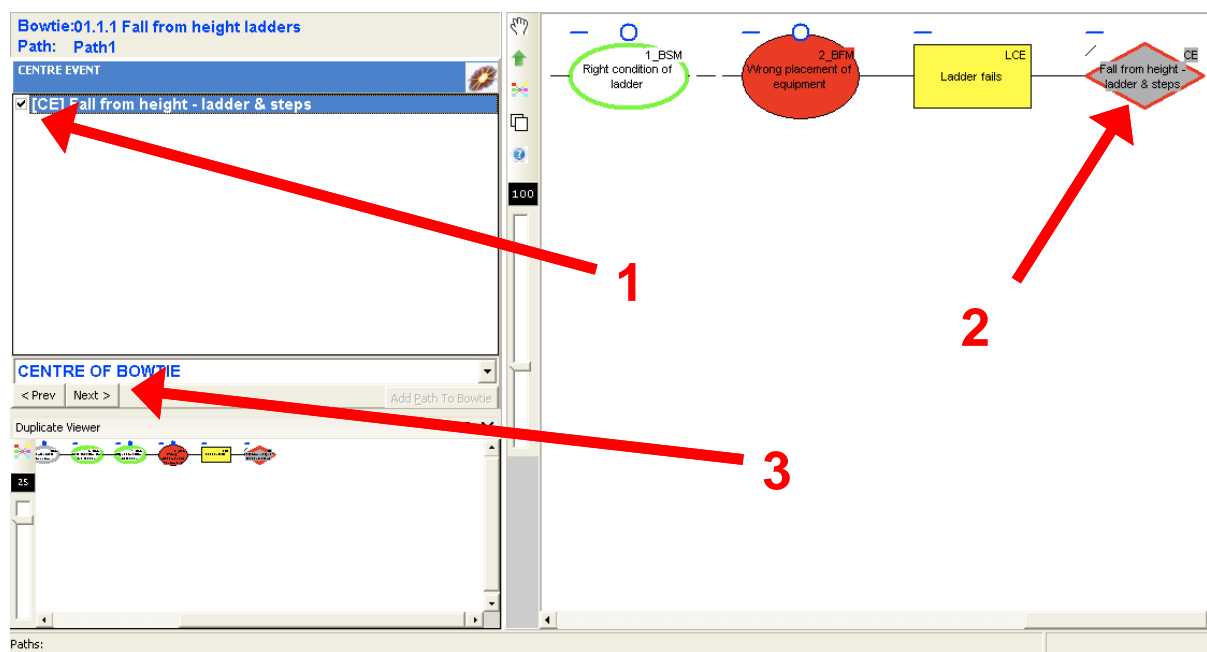 Bowtie:01.1.1 Fall from height ladders
Path: Path1
CENTRE EVENT
[CE] Fall from height - ladder & steps
CENTRE OF BOWTIE
< Prev
Next >
Add Path To Bowtie
Duplicate Viewer
25
Paths:
100
1_BSM
Right condition of
ladder
2_BFM
Wrong placement of
equipment
LCE
Ladder fails
CE
Fall from height -
ladder & steps
1
2
3